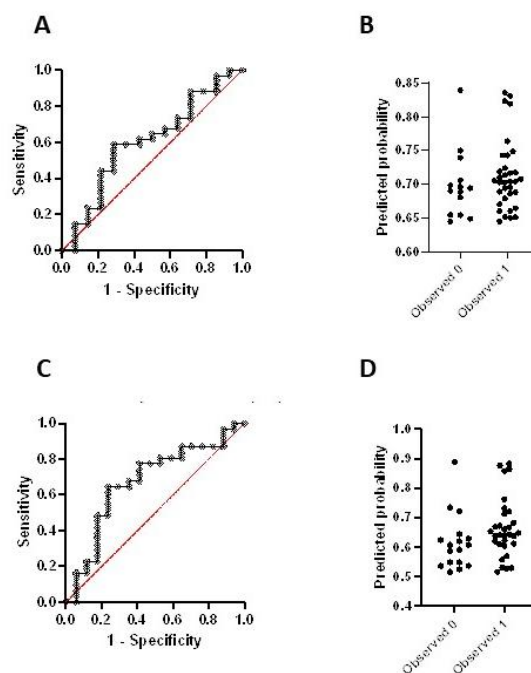 A
B
1.0
0.8
0.6
0.4
0.2
0.0
Sensitivity
0.0 0.2 0.4 0.6 0.8 1.0
1 - Specificity
0.85
0.80
0.75
0.70
0.65
0.60
Predicted probability
Observed 0
Observed 1
C
D
1.0
0.8
0.6
0.4
0.2
0.0
Sensitivity
0.0 0.2 0.4 0.6 0.8 1.0
1 - Specificity
1.0
0.9
0.8
0.7
0.6
0.5
0.4
Predicted probability
Observed 0
Observed 1